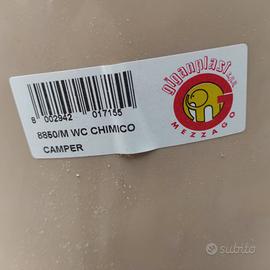 8 002942 017155
8850/M WC CHIMICO
CAMPER
giganplast
MEZZAGO
subito